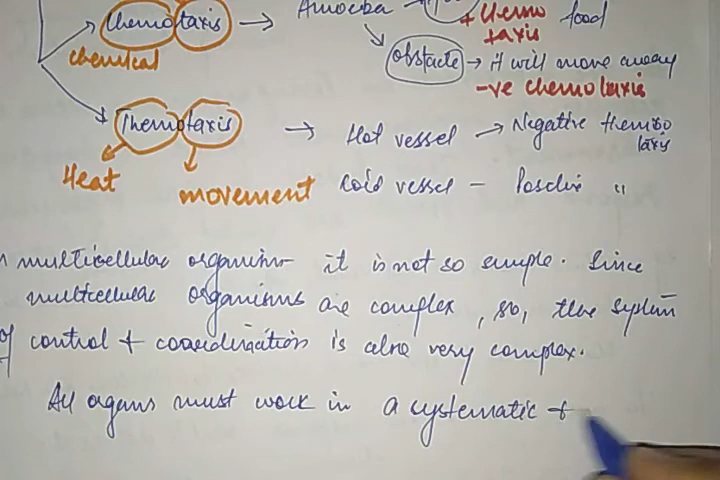 Chemotaxis → Amoeba + Chemo food
taxis
chemical
obstacle → it will move away
-ve chemotaxis
Thermotaxis → Hot vessel → Negative thermo
taxis
Heat movement Cold vessel - Positive "
multicellular organism it is not so simple. Since
multicellular organisms are complex, so, their system
of control + coordination is also very complex.
All organs must work in a systematic +